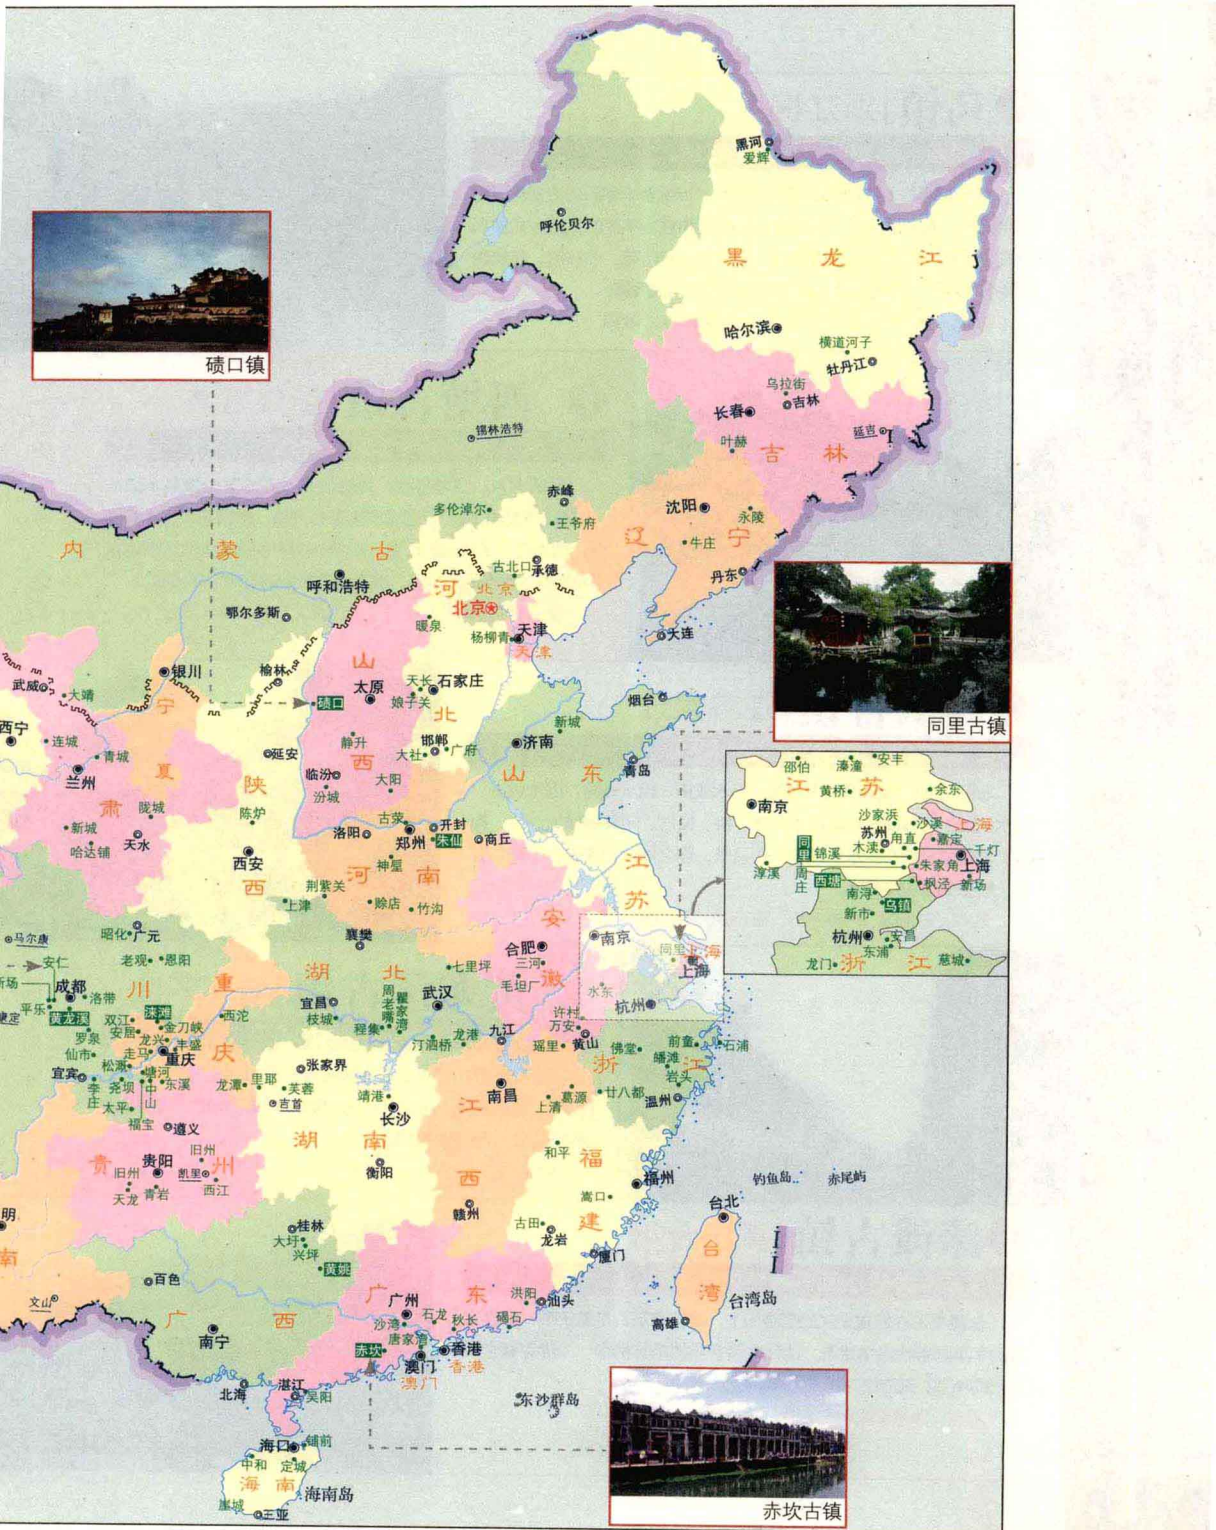 黑河
爱辉
呼伦贝尔
黑 龙 江
哈尔滨
横道河子
牡丹江
碛口镇
乌拉街
长春
吉林
延吉
锡林浩特
叶赫
吉 林
赤峰
多伦淖尔
王爷府
沈阳
永陵
辽 宁
牛庄
内 蒙 古
古北口
承德
丹东
呼和浩特
河
北京
北京
鄂尔多斯
暖泉
杨柳青
天津
天津
大连
山
银川
榆林
武威
大靖
太原
天长
石家庄
娘子关
烟台
宁
碛口
北
新城
同里古镇
西宁
连城
青城
静升
邯郸
大社
广府
济南
兰州
夏
延安
西
山 东
青岛
临汾
汾城
大阳
陕
肃
陇城
陈炉
古荥
开封
洛阳
郑州
朱仙
商丘
新城
哈达铺
天水
西安
神垕
江
苏
河 南
西
荆紫关
上津
赊店
竹沟
邵伯
溱潼
安丰
江 苏
黄桥
余东
南京
沙家浜
沙溪
上海
苏州
甪直
嘉定
木渎
千灯
同里
锦溪
上海
朱家角
淳溪
周庄
西塘
枫泾
新场
南浔
乌镇
新市
杭州
安昌
东浦
龙门
浙 江
慈城
安
南京
同里
上海
上海
马尔康
昭化
广元
襄樊
合肥
三河
徽
安仁
老观
恩阳
重
湖 北
七里坪
毛坦厂
水东
杭州
新场
成都
洛带
川
宜昌
周老嘴
瞿家湾
武汉
平乐
黄龙溪
康定
双江
涞滩
西沱
枝城
程集
许村
万安
罗泉
安居
金刀峡
龙兴
丰盛
庆
汀泗桥
龙港
九江
黄山
前童
石浦
仙市
走马
重庆
瑶里
浙 江
佛堂
皤滩
宜宾
松溉
塘河
张家界
岩头
李庄
尧坝
中山
东溪
龙潭
里耶
芙蓉
南昌
廿八都
温州
太平
吉首
靖港
江
上清
葛源
福宝
遵义
长沙
旧州
湖 南
和平
贵 州
贵阳
凯里
衡阳
西
福
旧州
西江
福州
天龙
青岩
嵩口
钓鱼岛
赤尾屿
明
赣州
建
台北
南
桂林
古田
龙岩
大圩
兴坪
厦门
台
百色
黄姚
湾
广 东
洪阳
台湾岛
文山
广州
汕头
广 西
石龙
秋长
碣石
沙湾
高雄
南宁
唐家湾
赤坎
香港
澳门
香港
澳门
北海
湛江
吴阳
东沙群岛
海口
铺前
中和
定城
海 南
海南岛
崖城
三亚
赤坎古镇